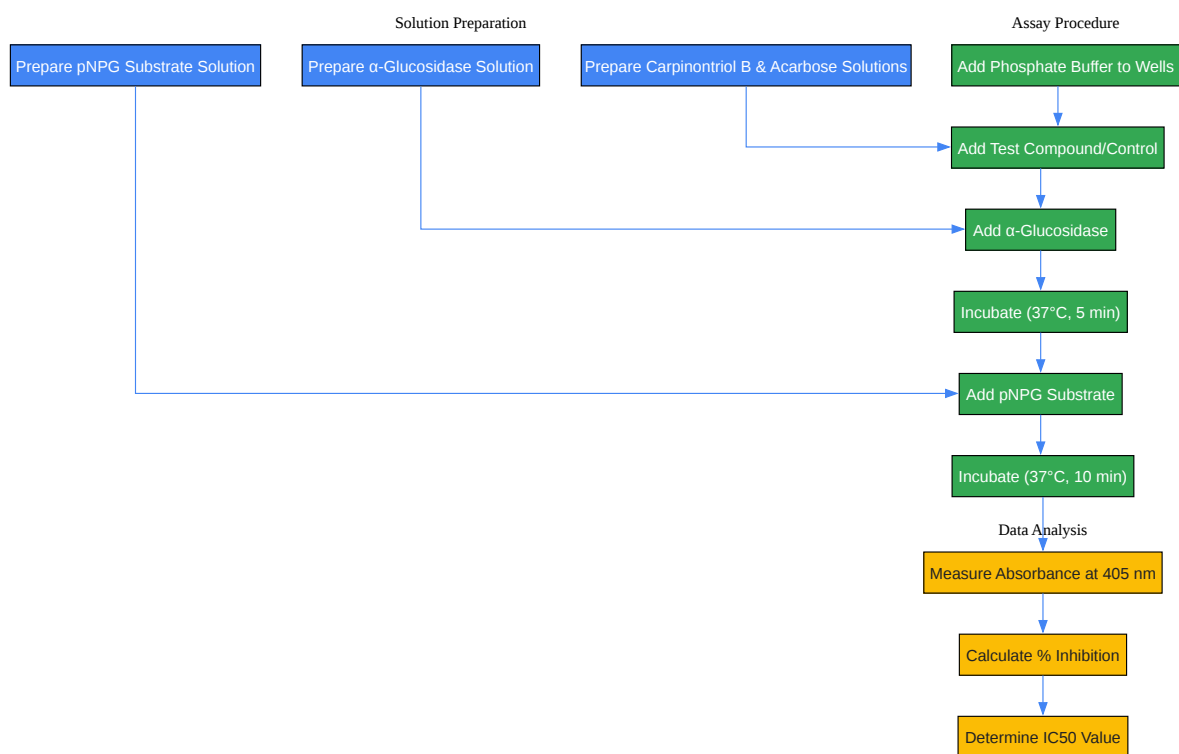 Solution Preparation
Assay Procedure
Prepare pNPG Substrate Solution
Prepare α-Glucosidase Solution
Prepare Carpinontriol B & Acarbose Solutions
Add Phosphate Buffer to Wells
Add Test Compound/Control
Add α-Glucosidase
Incubate (37°C, 5 min)
Add pNPG Substrate
Incubate (37°C, 10 min)
Data Analysis
Measure Absorbance at 405 nm
Calculate % Inhibition
Determine IC50 Value